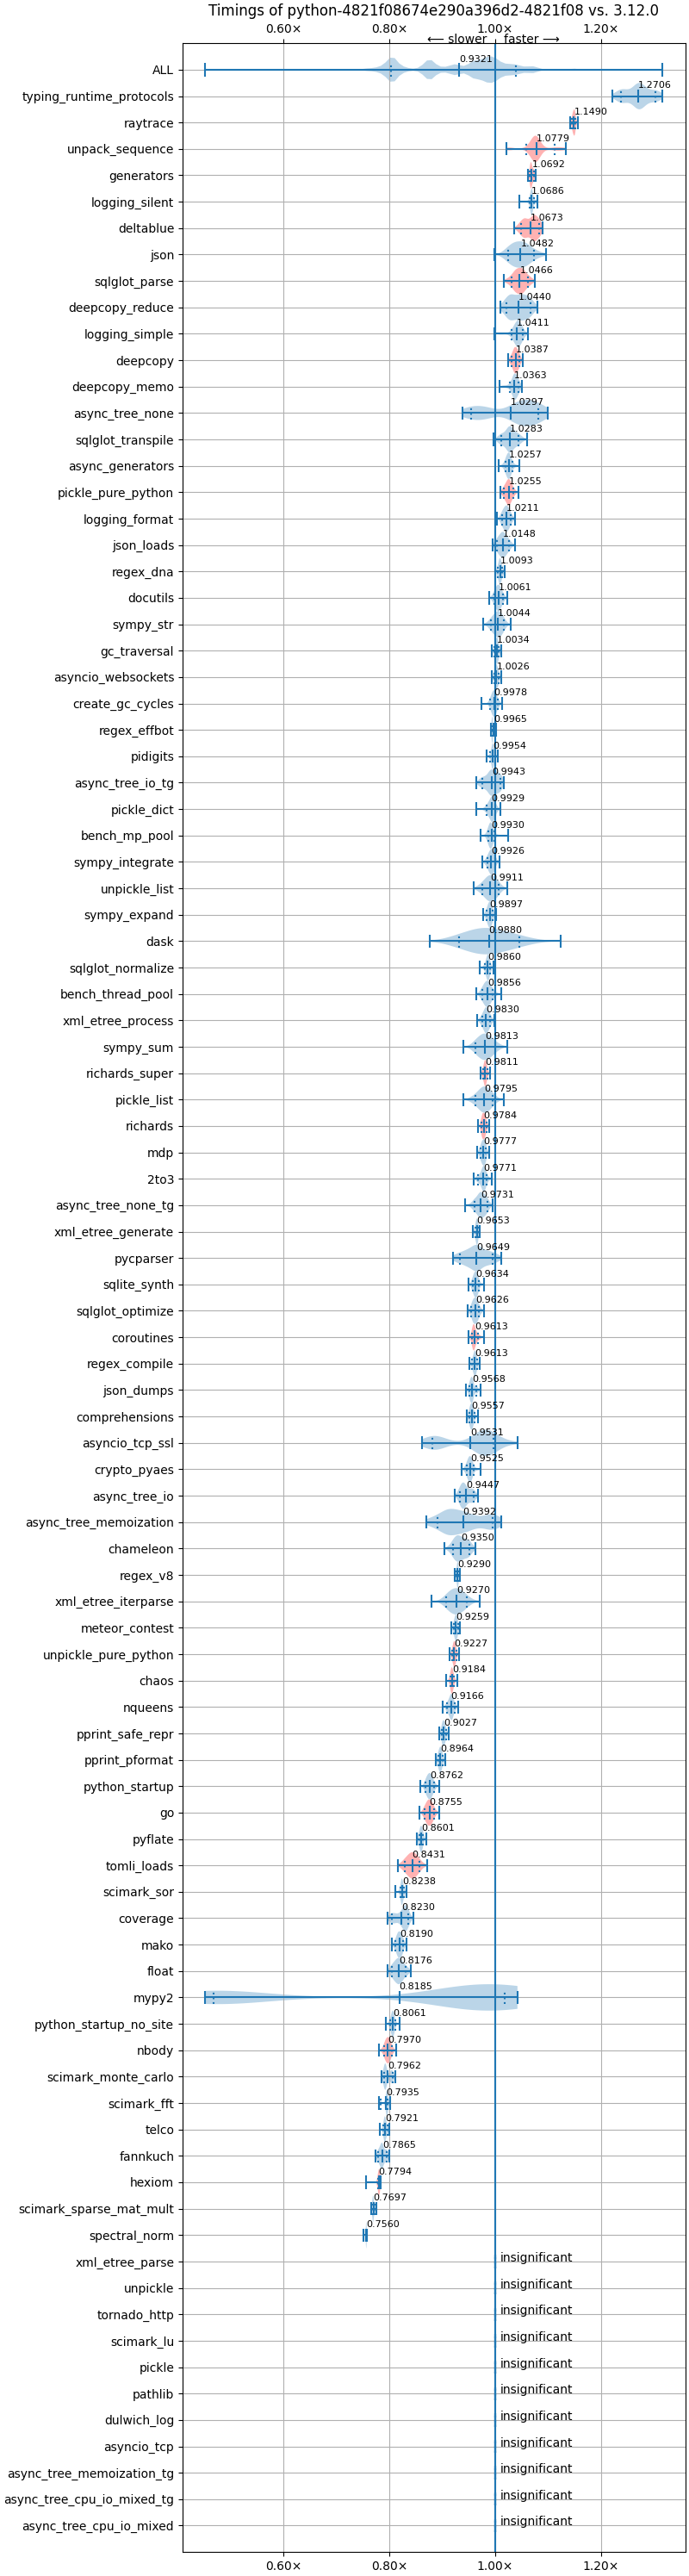 Timings of python-4821f08674e290a396d2-4821f08 vs. 3.12.0
0.60× 0.80× 1.00× 1.20×
⟵ slower faster ⟶
ALL 0.9321
typing_runtime_protocols 1.2706
raytrace 1.1490
unpack_sequence 1.0779
generators 1.0692
logging_silent 1.0686
deltablue 1.0673
json 1.0482
sqlglot_parse 1.0466
deepcopy_reduce 1.0440
logging_simple 1.0411
deepcopy 1.0387
deepcopy_memo 1.0363
async_tree_none 1.0297
sqlglot_transpile 1.0283
async_generators 1.0257
pickle_pure_python 1.0255
logging_format 1.0211
json_loads 1.0148
regex_dna 1.0093
docutils 1.0061
sympy_str 1.0044
gc_traversal 1.0034
asyncio_websockets 1.0026
create_gc_cycles 0.9978
regex_effbot 0.9965
pidigits 0.9954
async_tree_io_tg 0.9943
pickle_dict 0.9929
bench_mp_pool 0.9930
sympy_integrate 0.9926
unpickle_list 0.9911
sympy_expand 0.9897
dask 0.9880
sqlglot_normalize 0.9860
bench_thread_pool 0.9856
xml_etree_process 0.9830
sympy_sum 0.9813
richards_super 0.9811
pickle_list 0.9795
richards 0.9784
mdp 0.9777
2to3 0.9771
async_tree_none_tg 0.9731
xml_etree_generate 0.9653
pycparser 0.9649
sqlite_synth 0.9634
sqlglot_optimize 0.9626
coroutines 0.9613
regex_compile 0.9613
json_dumps 0.9568
comprehensions 0.9557
asyncio_tcp_ssl 0.9531
crypto_pyaes 0.9525
async_tree_io 0.9447
async_tree_memoization 0.9392
chameleon 0.9350
regex_v8 0.9290
xml_etree_iterparse 0.9270
meteor_contest 0.9259
unpickle_pure_python 0.9227
chaos 0.9184
nqueens 0.9166
pprint_safe_repr 0.9027
pprint_pformat 0.8964
python_startup 0.8762
go 0.8755
pyflate 0.8601
tomli_loads 0.8431
scimark_sor 0.8238
coverage 0.8230
mako 0.8190
float 0.8176
mypy2 0.8185
python_startup_no_site 0.8061
nbody 0.7970
scimark_monte_carlo 0.7962
scimark_fft 0.7935
telco 0.7921
fannkuch 0.7865
hexiom 0.7794
scimark_sparse_mat_mult 0.7697
spectral_norm 0.7560
xml_etree_parse insignificant
unpickle insignificant
tornado_http insignificant
scimark_lu insignificant
pickle insignificant
pathlib insignificant
dulwich_log insignificant
asyncio_tcp insignificant
async_tree_memoization_tg insignificant
async_tree_cpu_io_mixed_tg insignificant
async_tree_cpu_io_mixed insignificant
0.60× 0.80× 1.00× 1.20×